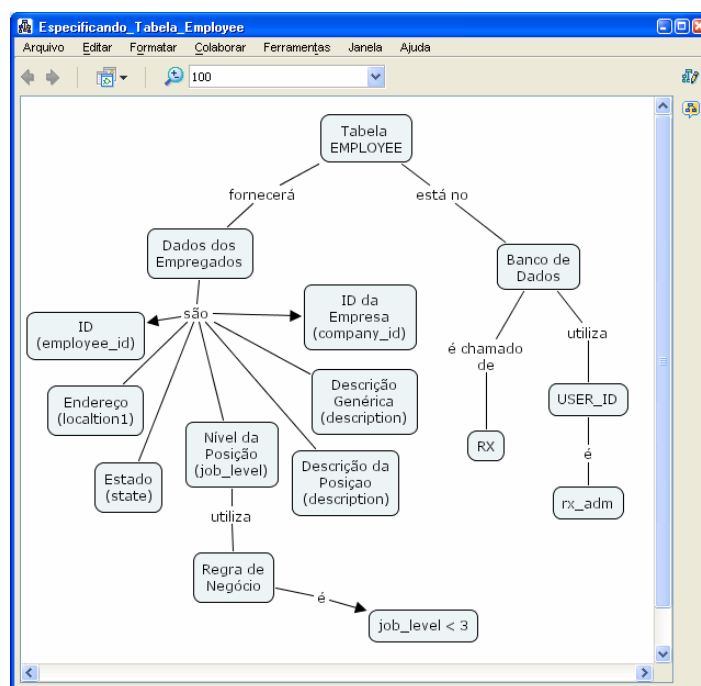 Especificando_Tabela_Employee
Arquivo Editar Formatar Colaborar Ferramentas Janela Ajuda
100
Tabela
EMPLOYEE
fornecerá
está no
Dados dos
Empregados
Banco de
Dados
são
ID
(employee_id)
ID da
Empresa
(company_id)
é chamado
de
utiliza
Endereço
(localtion1)
Descrição
Genérica
(description)
USER_ID
Nível da
Posição
(job_level)
RX
Estado
(state)
Descrição da
Posiçao
(description)
é
rx_adm
utiliza
Regra de
Negócio
é
job_level < 3